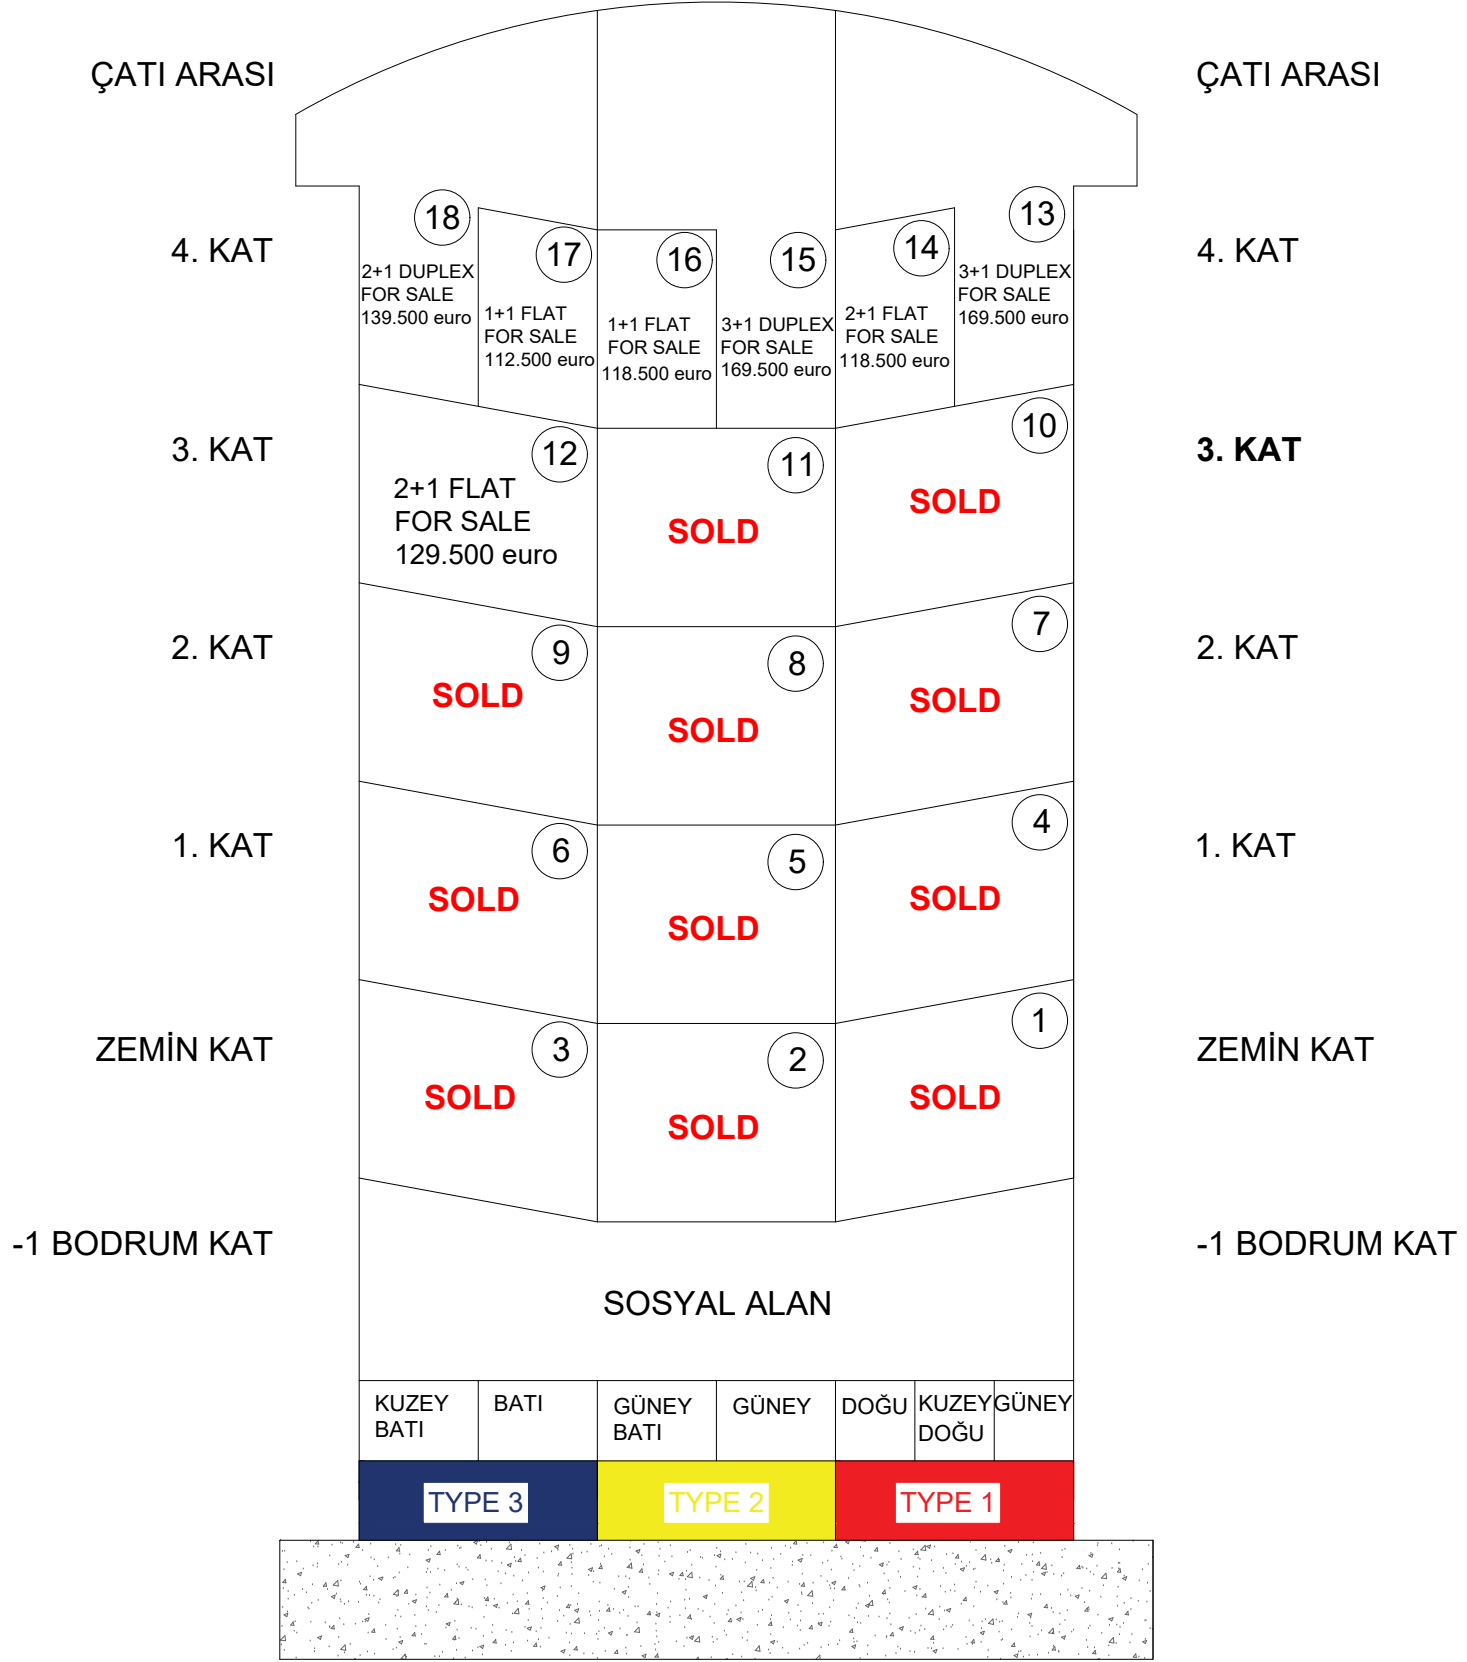 ÇATI ARASI
ÇATI ARASI
4. KAT
18
2+1 DUPLEX
FOR SALE
139.500 euro
17
1+1 FLAT
FOR SALE
112.500 euro
16
1+1 FLAT
FOR SALE
118.500 euro
15
3+1 DUPLEX
FOR SALE
169.500 euro
14
2+1 FLAT
FOR SALE
118.500 euro
13
3+1 DUPLEX
FOR SALE
169.500 euro
4. KAT
3. KAT
12
2+1 FLAT
FOR SALE
129.500 euro
11
SOLD
10
SOLD
3. KAT
2. KAT
9
SOLD
8
SOLD
7
SOLD
2. KAT
1. KAT
6
SOLD
5
SOLD
4
SOLD
1. KAT
ZEMİN KAT
3
SOLD
2
SOLD
1
SOLD
ZEMİN KAT
-1 BODRUM KAT
-1 BODRUM KAT
SOSYAL ALAN
KUZEY
BATI
BATI
GÜNEY
BATI
GÜNEY
DOĞU
KUZEY
DOĞU
GÜNEY
TYPE 3
TYPE 2
TYPE 1